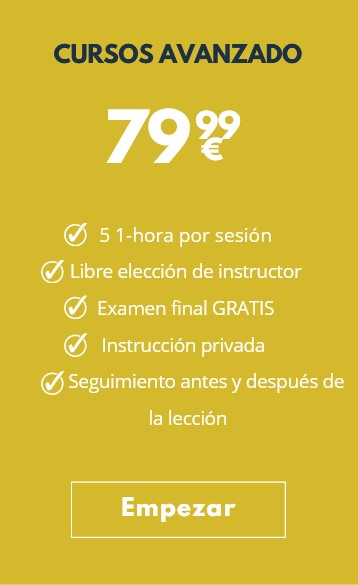 CURSOS AVANZADO
79 99 €
5 1-hora por sesión
Libre elección de instructor
Examen final GRATIS
Instrucción privada
Seguimiento antes y después de
la lección
Empezar